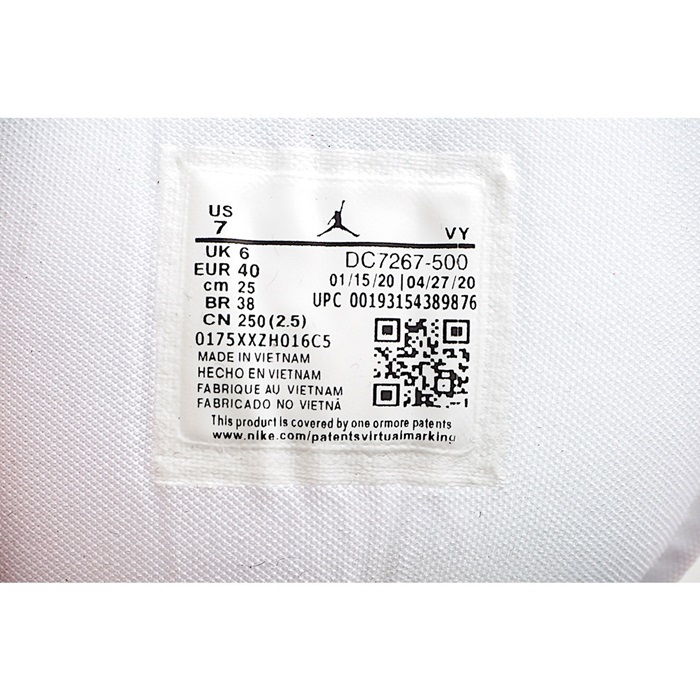 US
7
VY
UK 6
EUR 40
cm 25
BR 38
CN 250(2.5)
DC7267-500
01/15/20 | 04/27/20
UPC 00193154389876
0175XXZH016C5
MADE IN VIETNAM
HECHO EN VIETNAM
FABRIQUE AU VIETNAM
FABRICADO NO VIETNÃ
This product is covered by one ormore patents
www.nike.com/patentsvirtualmarking